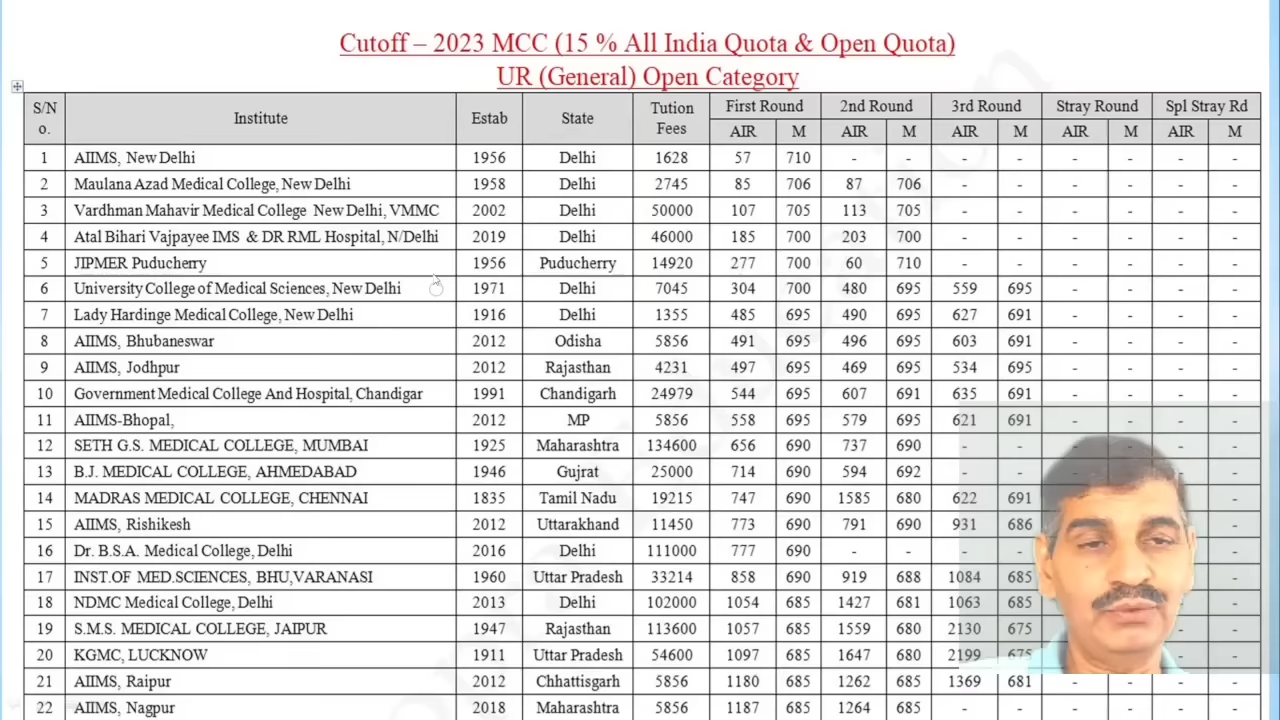 Cutoff – 2023 MCC (15 % All India Quota & Open Quota)
UR (General) Open Category
S/No. Institute Estab State Tution Fees First Round 2nd Round 3rd Round Stray Round Spl Stray Rd
AIR M AIR M AIR M AIR M AIR M
1 AIIMS, New Delhi 1956 Delhi 1628 57 710 - - - - - - - -
2 Maulana Azad Medical College, New Delhi 1958 Delhi 2745 85 706 87 706 - - - - - -
3 Vardhman Mahavir Medical College New Delhi, VMMC 2002 Delhi 50000 107 705 113 705 - - - - - -
4 Atal Bihari Vajpayee IMS & DR RML Hospital, N/Delhi 2019 Delhi 46000 185 700 203 700 - - - - - -
5 JIPMER Puducherry 1956 Puducherry 14920 277 700 60 710 - - - - - -
6 University College of Medical Sciences, New Delhi 1971 Delhi 7045 304 700 480 695 559 695 - - - -
7 Lady Hardinge Medical College, New Delhi 1916 Delhi 1355 485 695 490 695 627 691 - - - -
8 AIIMS, Bhubaneswar 2012 Odisha 5856 491 695 496 695 603 691 - - - -
9 AIIMS, Jodhpur 2012 Rajasthan 4231 497 695 469 695 534 695 - - - -
10 Government Medical College And Hospital, Chandigar 1991 Chandigarh 24979 544 695 607 691 635 691 - - - -
11 AIIMS-Bhopal, 2012 MP 5856 558 695 579 695 621 691 - - - -
12 SETH G.S. MEDICAL COLLEGE, MUMBAI 1925 Maharashtra 134600 656 690 737 690 - - - - - -
13 B.J. MEDICAL COLLEGE, AHMEDABAD 1946 Gujrat 25000 714 690 594 692 - - -
14 MADRAS MEDICAL COLLEGE, CHENNAI 1835 Tamil Nadu 19215 747 690 1585 680 622 691 -
15 AIIMS, Rishikesh 2012 Uttarakhand 11450 773 690 791 690 931 686 -
16 Dr. B.S.A. Medical College, Delhi 2016 Delhi 111000 777 690 - - - - -
17 INST.OF MED.SCIENCES, BHU,VARANASI 1960 Uttar Pradesh 33214 858 690 919 688 1084 685 -
18 NDMC Medical College, Delhi 2013 Delhi 102000 1054 685 1427 681 1063 685 - -
19 S.M.S. MEDICAL COLLEGE, JAIPUR 1947 Rajasthan 113600 1057 685 1559 680 2130 675 - -
20 KGMC, LUCKNOW 1911 Uttar Pradesh 54600 1097 685 1647 680 2199 675 - -
21 AIIMS, Raipur 2012 Chhattisgarh 5856 1180 685 1262 685 1369 681 - - - -
22 AIIMS, Nagpur 2018 Maharashtra 5856 1187 685 1264 685 - - - - - -